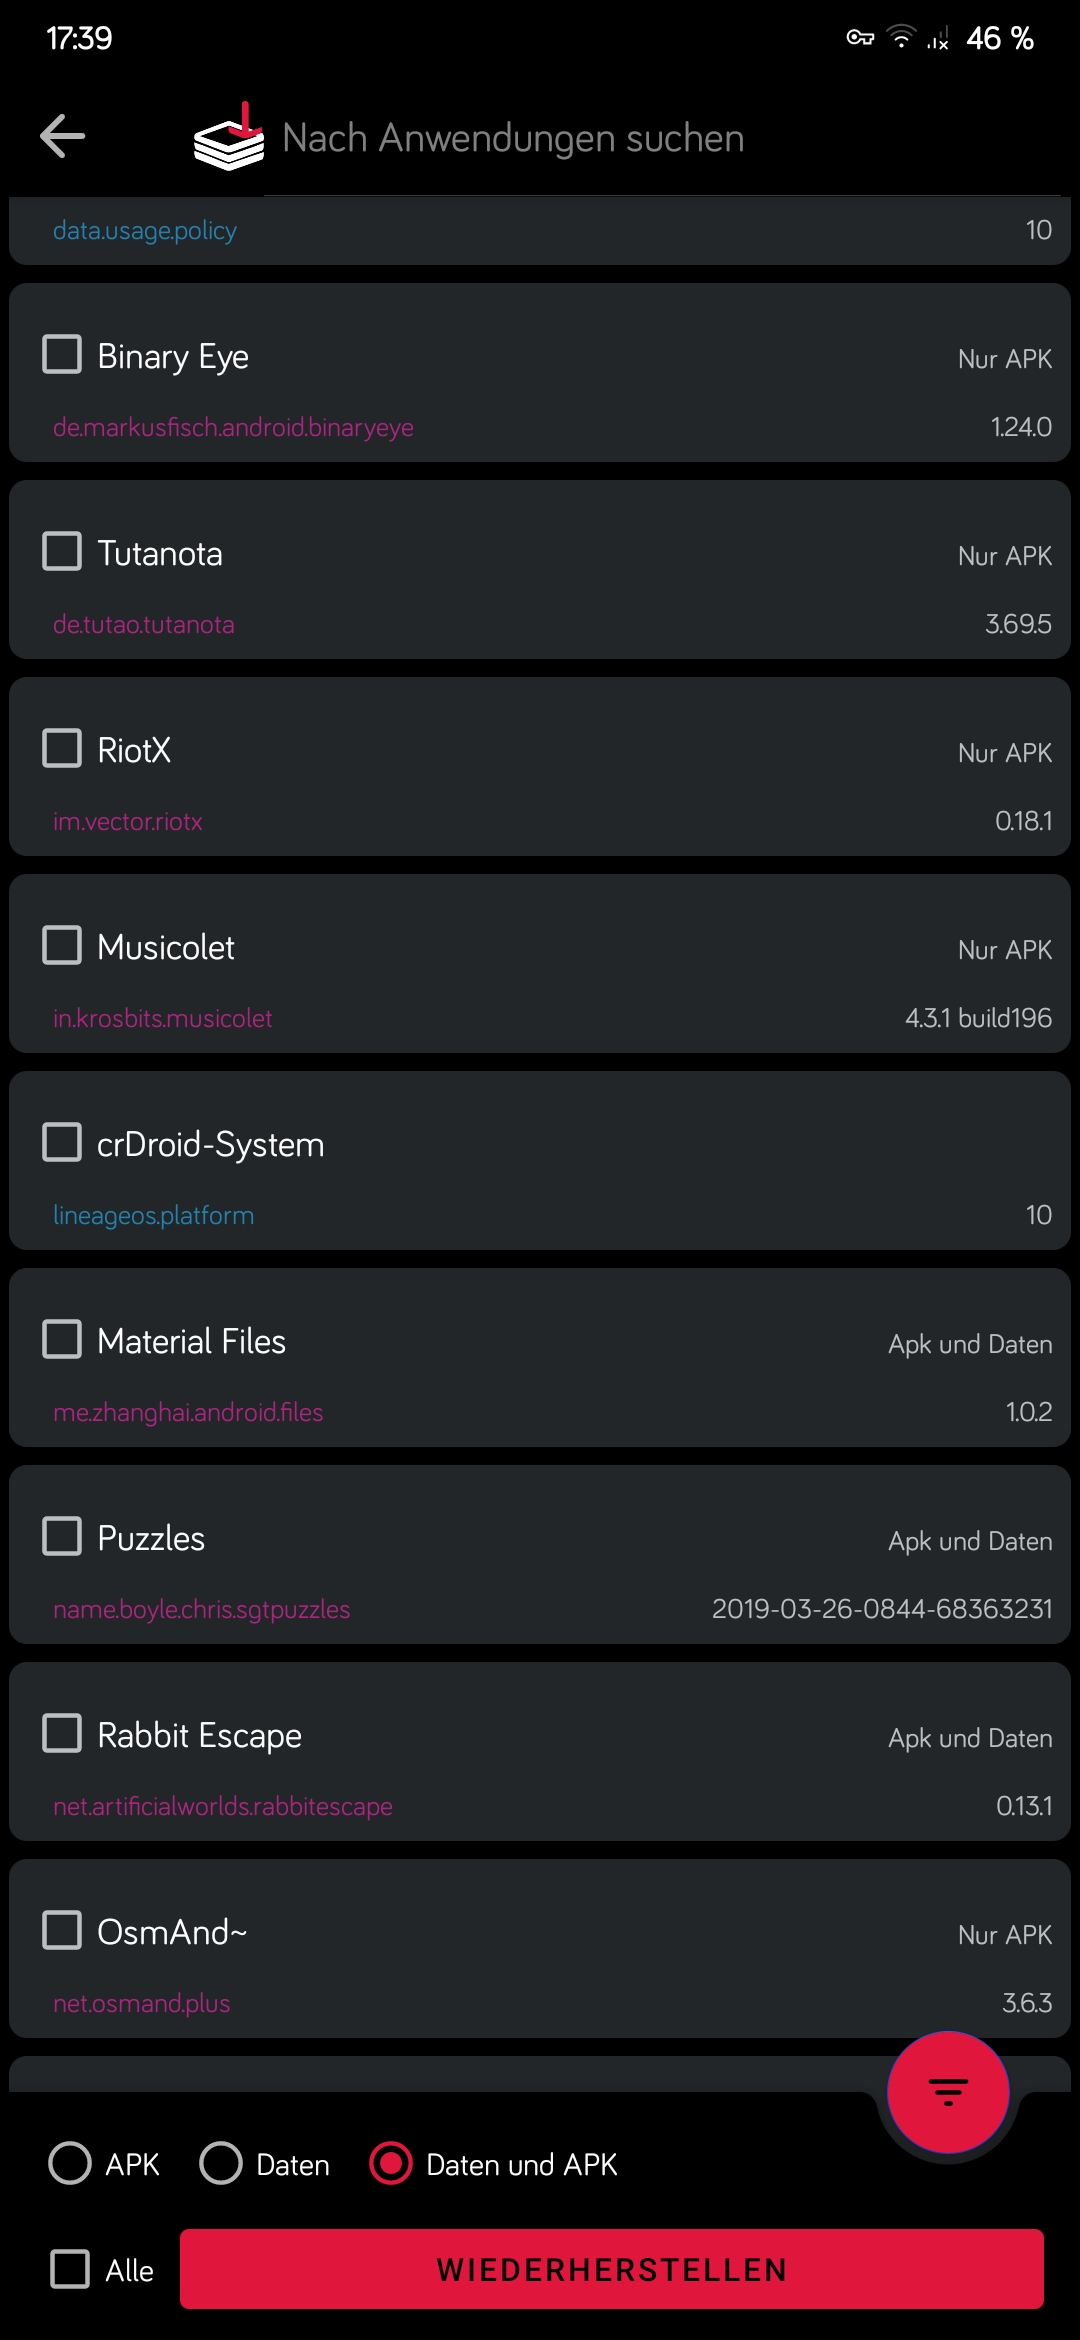 17:39 46 %
Nach Anwendungen suchen
data.usage.policy 10
Binary Eye Nur APK
de.markusfisch.android.binaryeye 1.24.0
Tutanota Nur APK
de.tutao.tutanota 3.69.5
RiotX Nur APK
im.vector.riotx 0.18.1
Musicolet Nur APK
in.krosbits.musicolet 4.3.1 build196
crDroid-System
lineageos.platform 10
Material Files Apk und Daten
me.zhanghai.android.files 1.0.2
Puzzles Apk und Daten
name.boyle.chris.sgtpuzzles 2019-03-26-0844-68363231
Rabbit Escape Apk und Daten
net.artificialworlds.rabbitescape 0.13.1
OsmAnd~ Nur APK
net.osmand.plus 3.6.3
APK Daten Daten und APK
Alle WIEDERHERSTELLEN